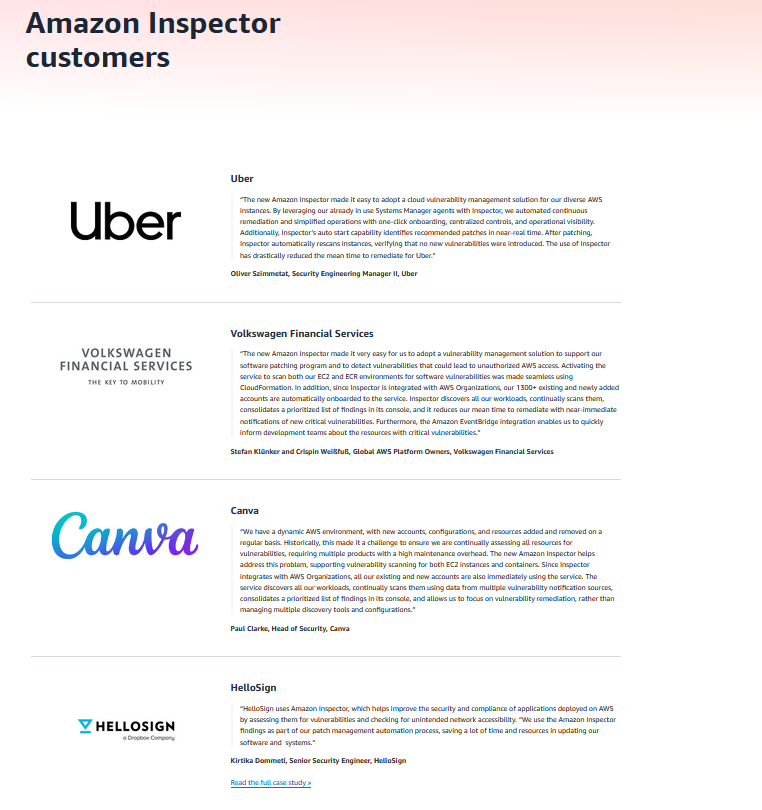 Amazon Inspector
customers
Uber
Uber
“The new Amazon Inspector made it easy to adopt a cloud vulnerability management solution for our diverse AWS
instances. By leveraging our already in use Systems Manager agents with Inspector, we automated continuous
remediation and simplified operations with one-click onboarding, centralized controls, and operational visibility.
Additionally, Inspector's auto start capability identifies recommended patches in near-real time. After patching,
Inspector automatically rescans instances, verifying that no new vulnerabilities were introduced. The use of Inspector
has drastically reduced the mean time to remediate for Uber.”
Oliver Szimmetat, Security Engineering Manager II, Uber
VOLKSWAGEN
FINANCIAL SERVICES
THE KEY TO MOBILITY
Volkswagen Financial Services
“The new Amazon Inspector made it very easy for us to adopt a vulnerability management solution to support our
software patching program and to detect vulnerabilities that could lead to unauthorized AWS access. Activating the
service to scan both our EC2 and ECR environments for software vulnerabilities was made seamless using
CloudFormation. In addition, since Inspector is integrated with AWS Organizations, our 1300+ existing and newly added
accounts are automatically onboarded to the service. Inspector discovers all our workloads, continually scans them,
consolidates a prioritized list of findings in its console, and it reduces our mean time to remediate with near-immediate
notifications of new critical vulnerabilities. Furthermore, the Amazon EventBridge integration enables us to quickly
inform development teams about the resources with critical vulnerabilities.”
Stefan Klünker and Crispin Weißfuß, Global AWS Platform Owners, Volkswagen Financial Services
Canva
Canva
“We have a dynamic AWS environment, with new accounts, configurations, and resources added and removed on a
regular basis. Historically, this made it a challenge to ensure we are continually assessing all resources for
vulnerabilities, requiring multiple products with a high maintenance overhead. The new Amazon Inspector helps
address this problem, supporting vulnerability scanning for both EC2 instances and containers. Since Inspector
integrates with AWS Organizations, all our existing and new accounts are also immediately using the service. The
service discovers all our workloads, continually scans them using data from multiple vulnerability notification sources,
consolidates a prioritized list of findings in its console, and allows us to focus on vulnerability remediation, rather than
managing multiple discovery tools and configurations.”
Paul Clarke, Head of Security, Canva
HELLOSIGN
a Dropbox Company
HelloSign
“HelloSign uses Amazon Inspector, which helps improve the security and compliance of applications deployed on AWS
by assessing them for vulnerabilities and checking for unintended network accessibility. “We use the Amazon Inspector
findings as part of our patch management automation process, saving a lot of time and resources in updating our
software and systems.”
Kirtika Dommeti, Senior Security Engineer, HelloSign
Read the full case study »